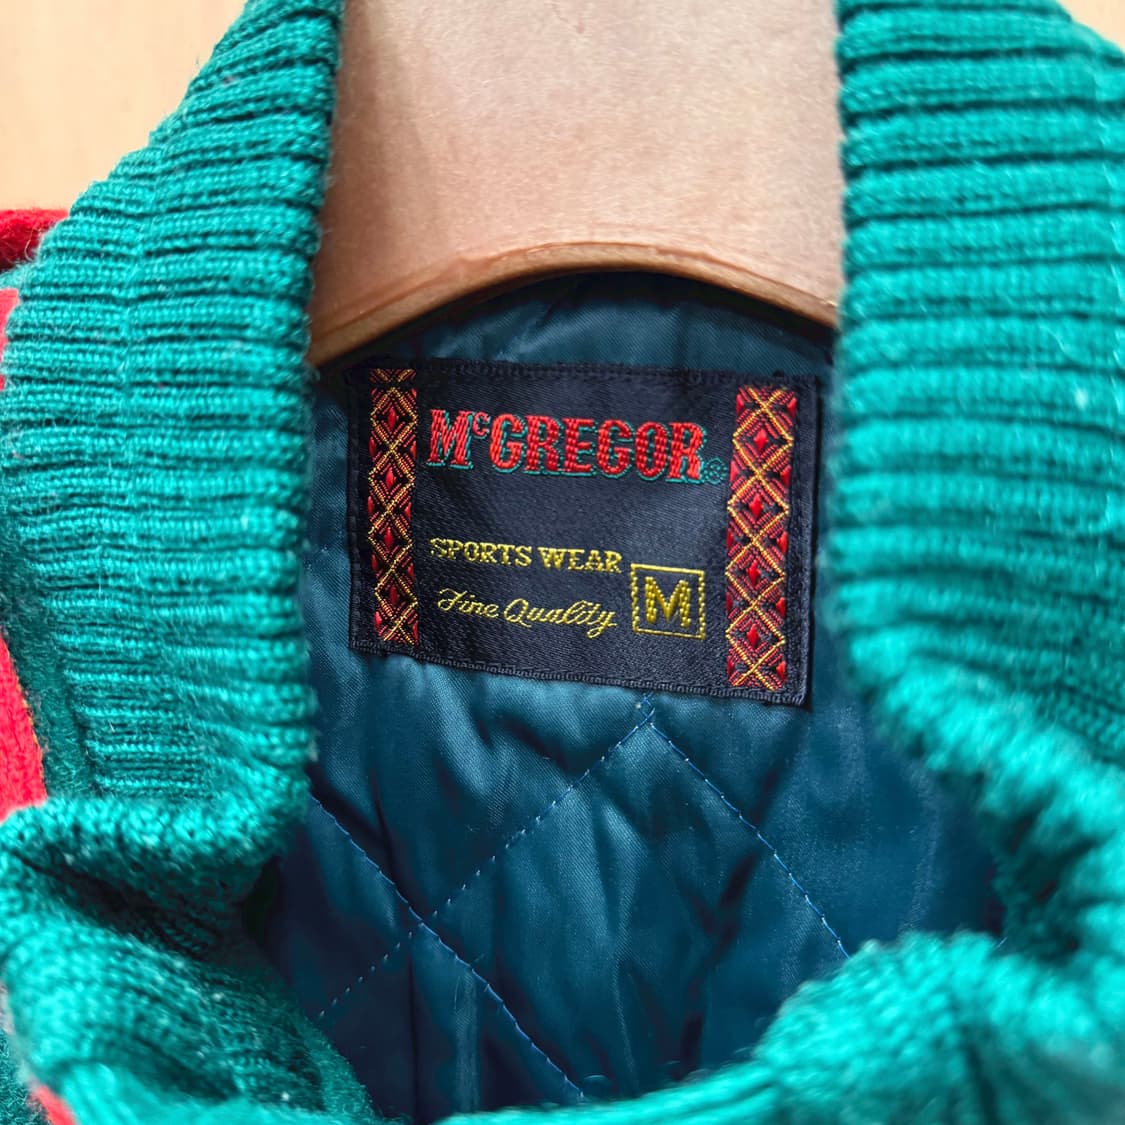 McGREGOR®
SPORTS WEAR
Fine Quality
M